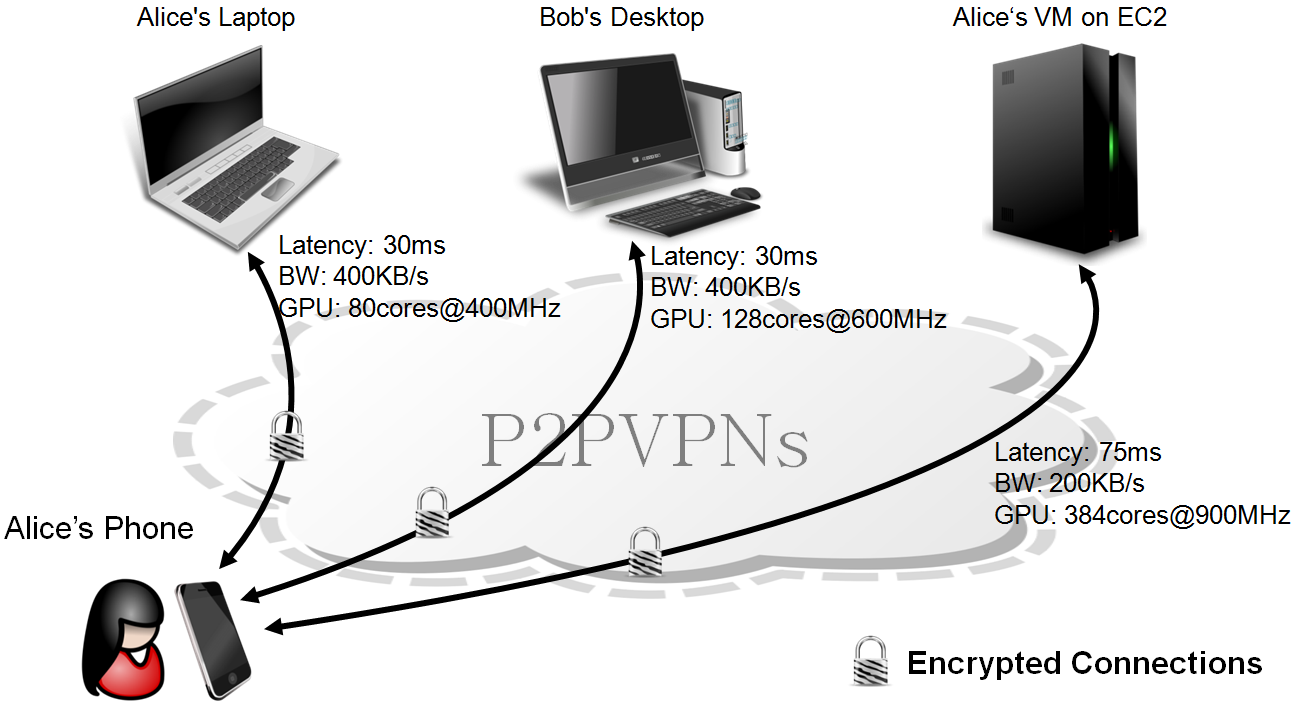 Alice's Laptop
Bob's Desktop
Alice‘s VM on EC2
Latency: 30ms
BW: 400KB/s
GPU: 80cores@400MHz
Latency: 30ms
BW: 400KB/s
GPU: 128cores@600MHz
P2PVPNs
Latency: 75ms
BW: 200KB/s
GPU: 384cores@900MHz
Alice’s Phone
Encrypted Connections